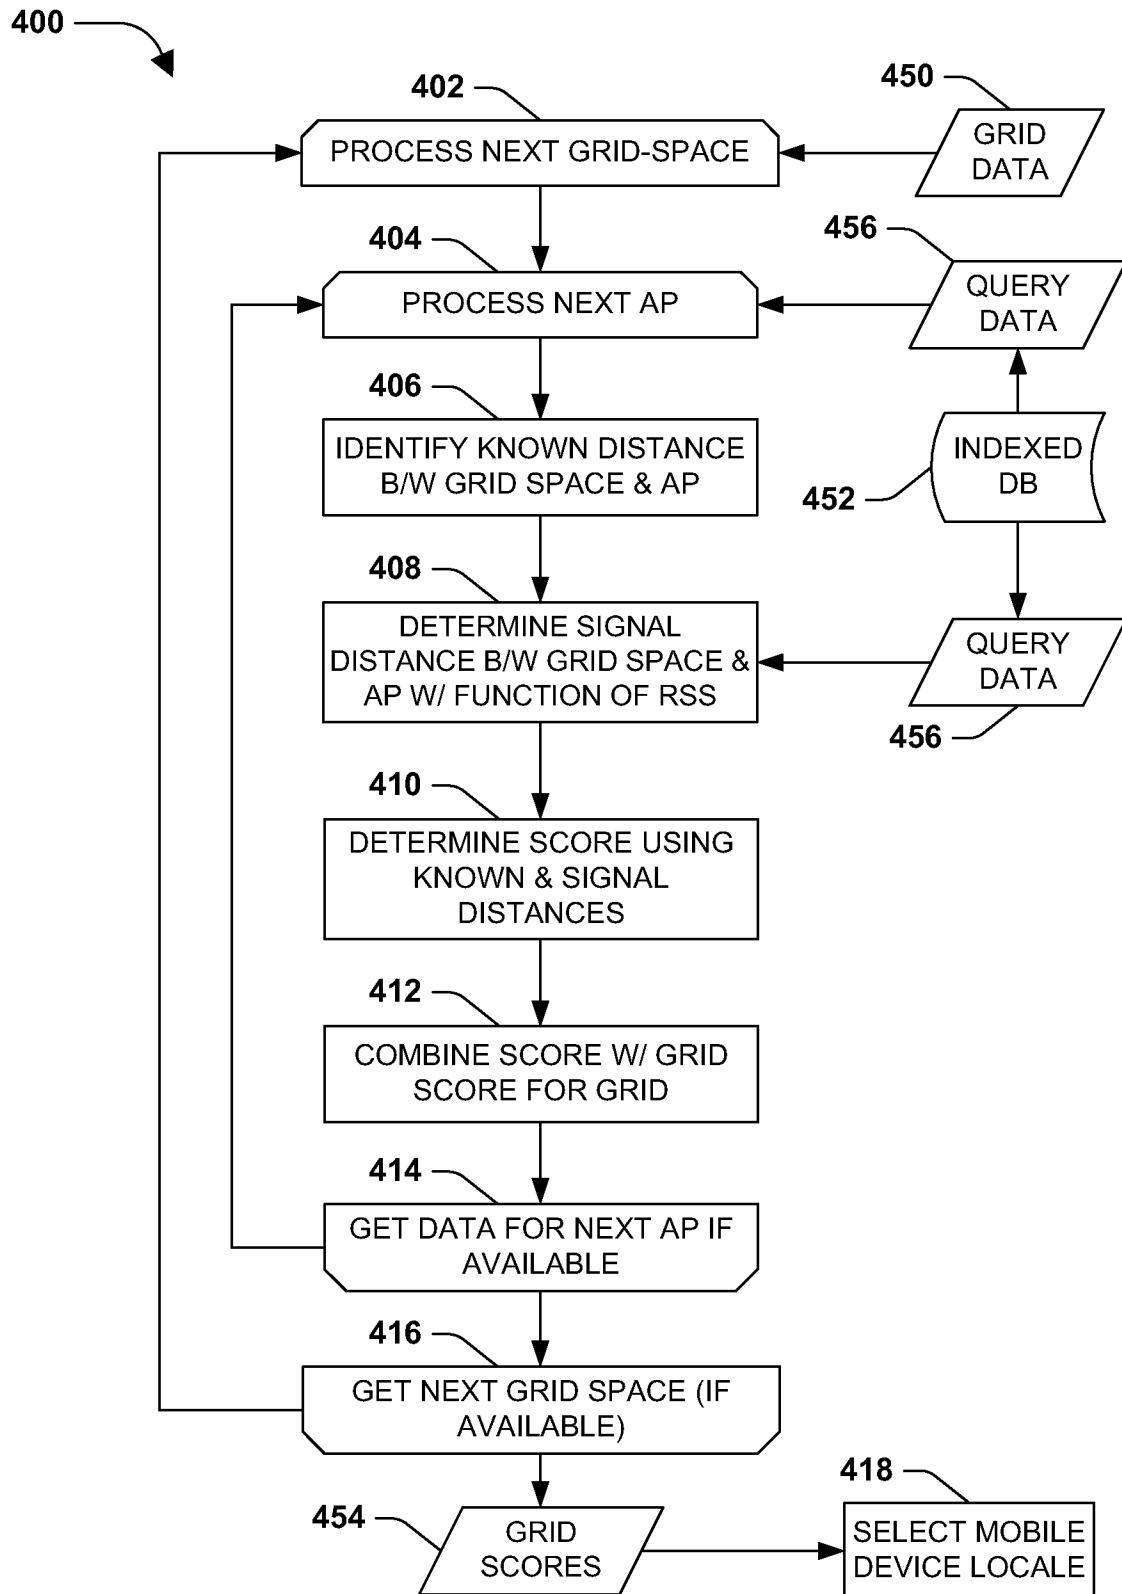 400
402
450
PROCESS NEXT GRID-SPACE
GRID
DATA
404
456
PROCESS NEXT AP
QUERY
DATA
406
IDENTIFY KNOWN DISTANCE
B/W GRID SPACE & AP
INDEXED
DB
452
408
DETERMINE SIGNAL
DISTANCE B/W GRID SPACE &
AP W/ FUNCTION OF RSS
QUERY
DATA
456
410
DETERMINE SCORE USING
KNOWN & SIGNAL
DISTANCES
412
COMBINE SCORE W/ GRID
SCORE FOR GRID
414
GET DATA FOR NEXT AP IF
AVAILABLE
416
GET NEXT GRID SPACE (IF
AVAILABLE)
454
GRID
SCORES
418
SELECT MOBILE
DEVICE LOCALE